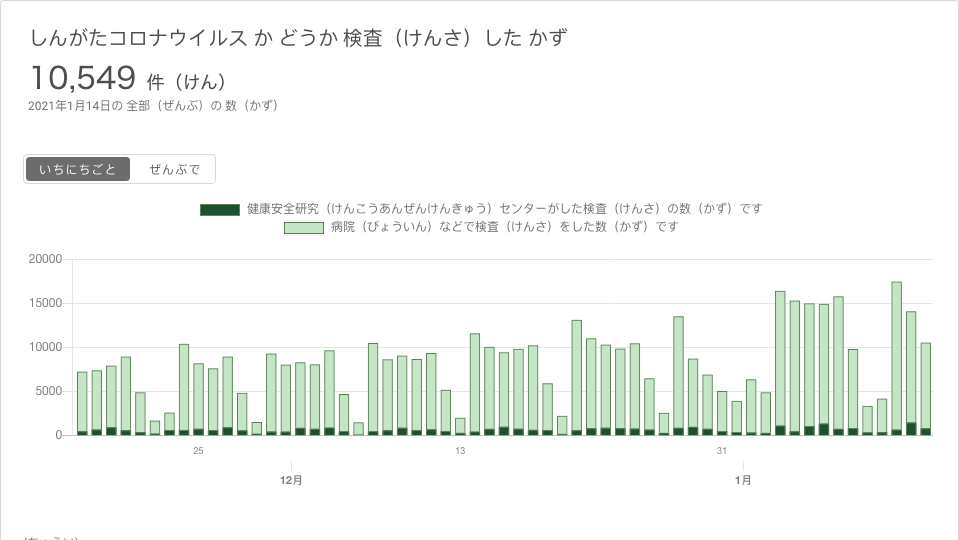 しんがたコロナウイルス か どうか 検査（けんさ）した かず
10,549 件（けん）
2021年1月14日の 全部（ぜんぶ）の 数（かず）
いちにちごと ぜんぶで
健康安全研究（けんこうあんぜんけんきゅう）センターがした検査（けんさ）の数（かず）です
病院（びょういん）などで検査（けんさ）をした数（かず）です
20000
15000
10000
5000
0
25 13 31
12月 1月